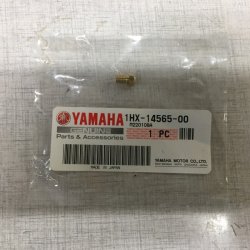 YAMAHA
GENUINE
Parts & Accessories
MADE IN JAPAN
1HX-14565-00
1 PC
YAMAHA MOTOR CO., LTD.